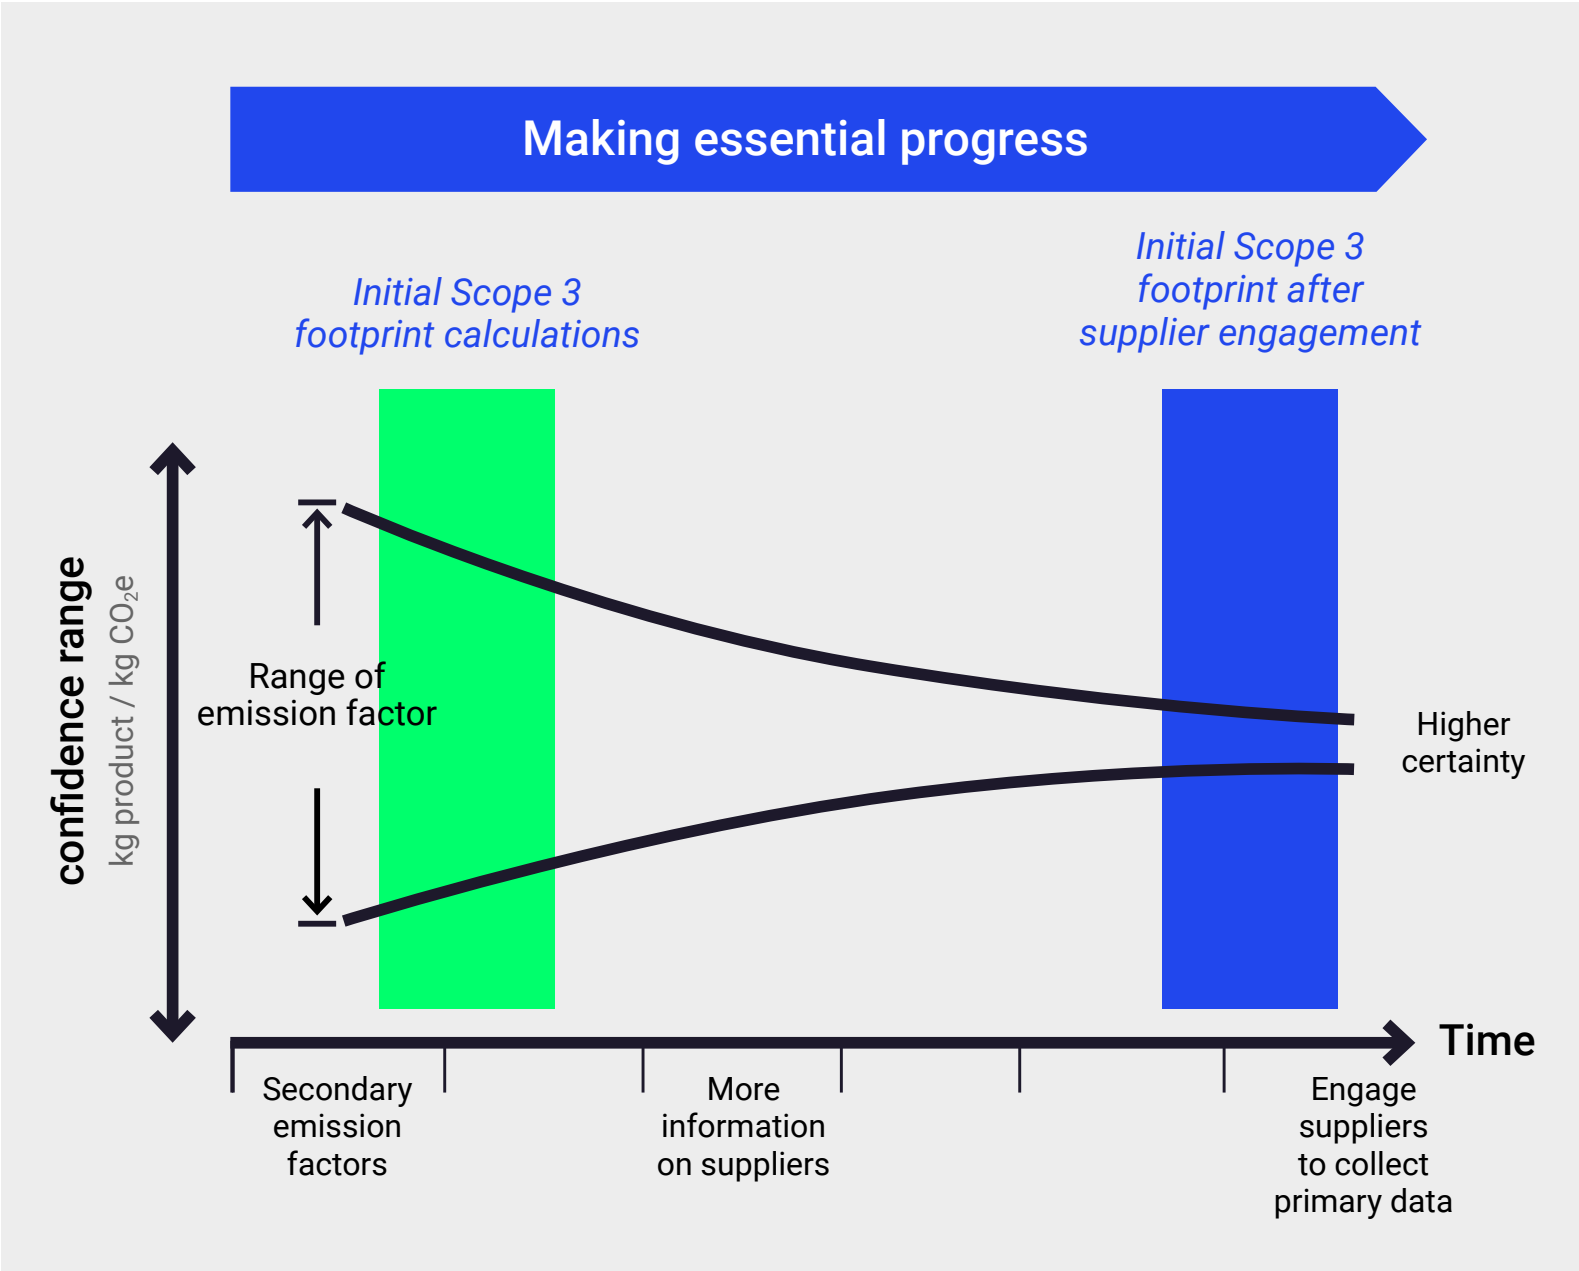 Making essential progress
Initial Scope 3
footprint calculations
Initial Scope 3
footprint after
supplier engagement
confidence range
kg product / kg CO₂e
Range of
emission factor
Higher
certainty
Time
Secondary
emission
factors
More
information
on suppliers
Engage
suppliers
to collect
primary data